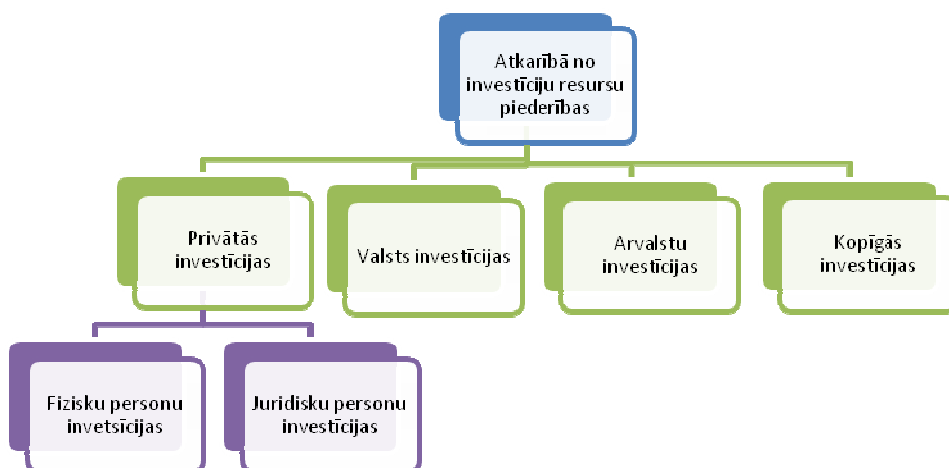 Atkarībā no
investīciju resursu
piederības
Privātās
investīcijas
Valsts investīcijas
Arvalstu
investīcijas
Kopīgās
investīcijas
Fizisku personu
invetsīcijas
Juridisku personu
investīcijas